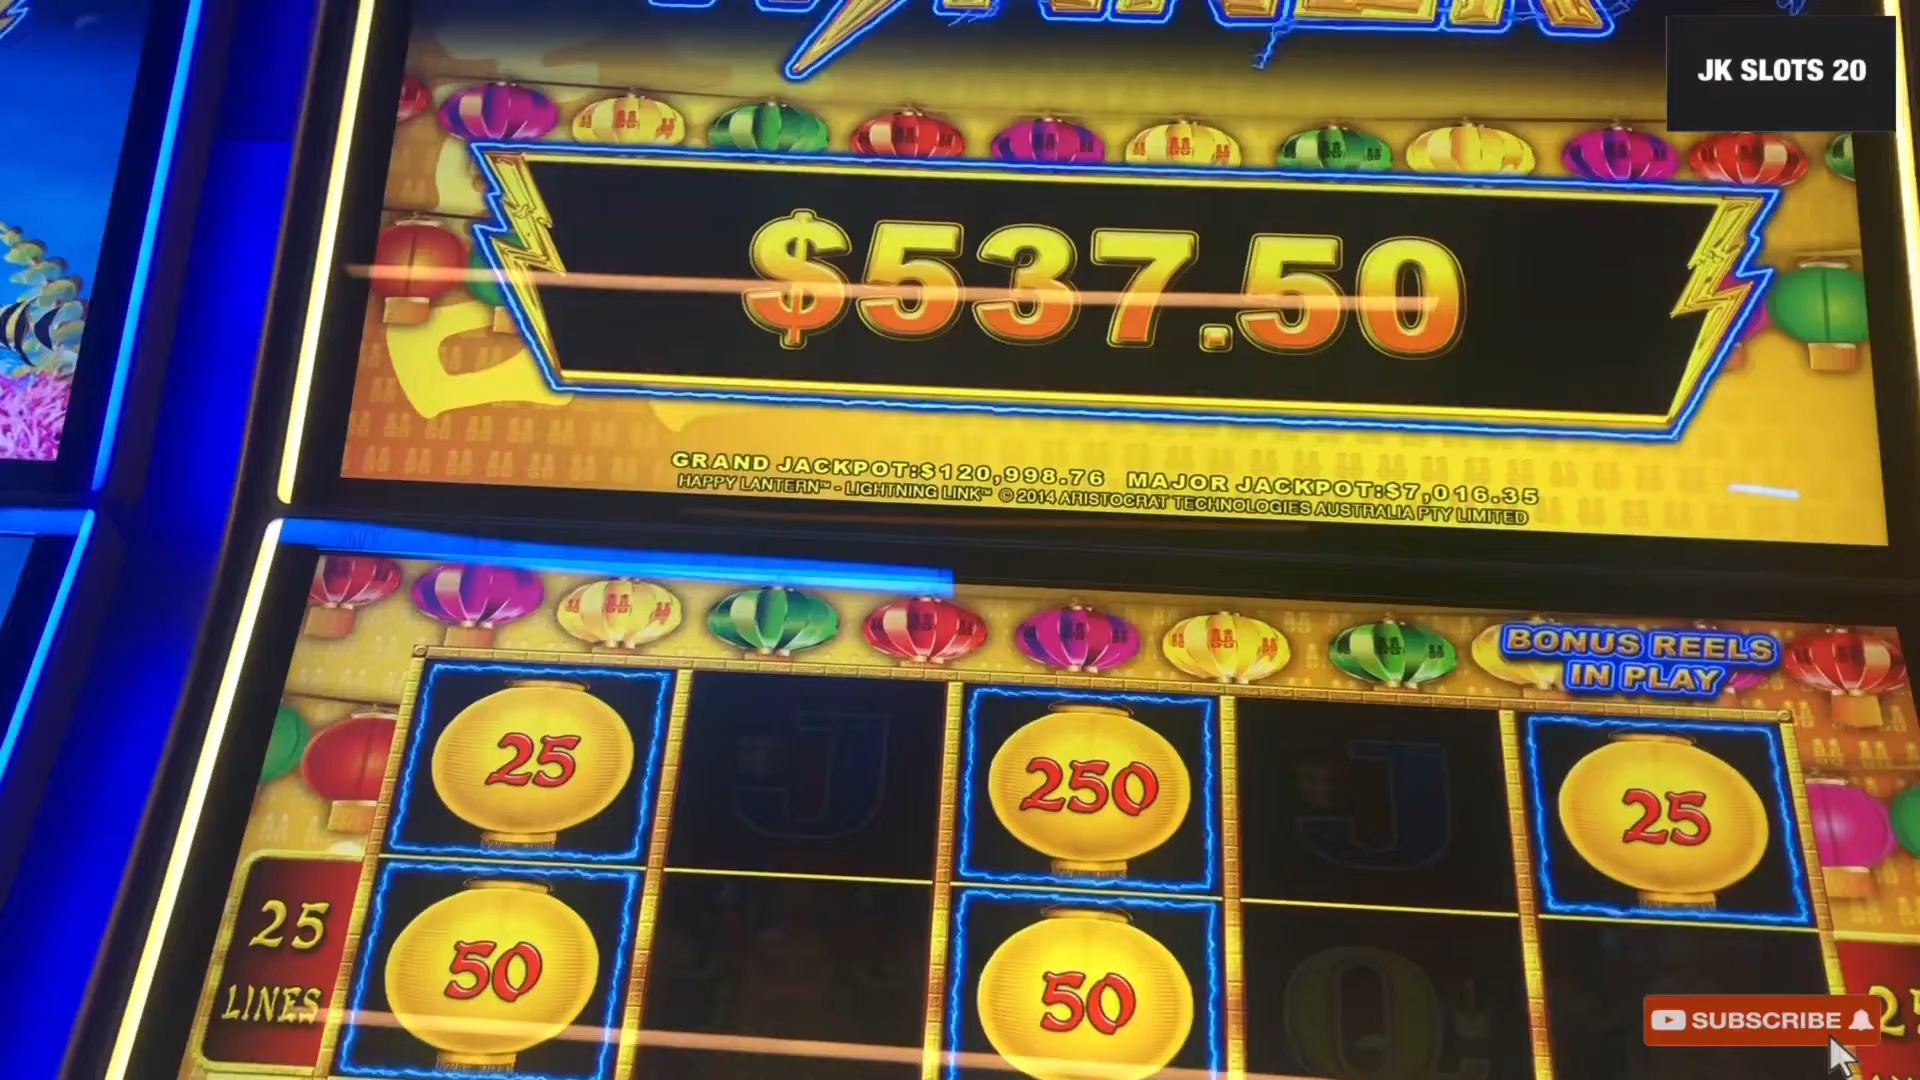 JK SLOTS 20
$537.50
GRAND JACKPOT:$120,998.76 MAJOR JACKPOT:$7,016.35
HAPPY LANTERN™ - LIGHTNING LINK™ © 2014 ARISTOCRAT TECHNOLOGIES AUSTRALIA PTY LIMITED
BONUS REELS
IN PLAY
25 J 250 J 25
25
LINES
50 50 Q
SUBSCRIBE